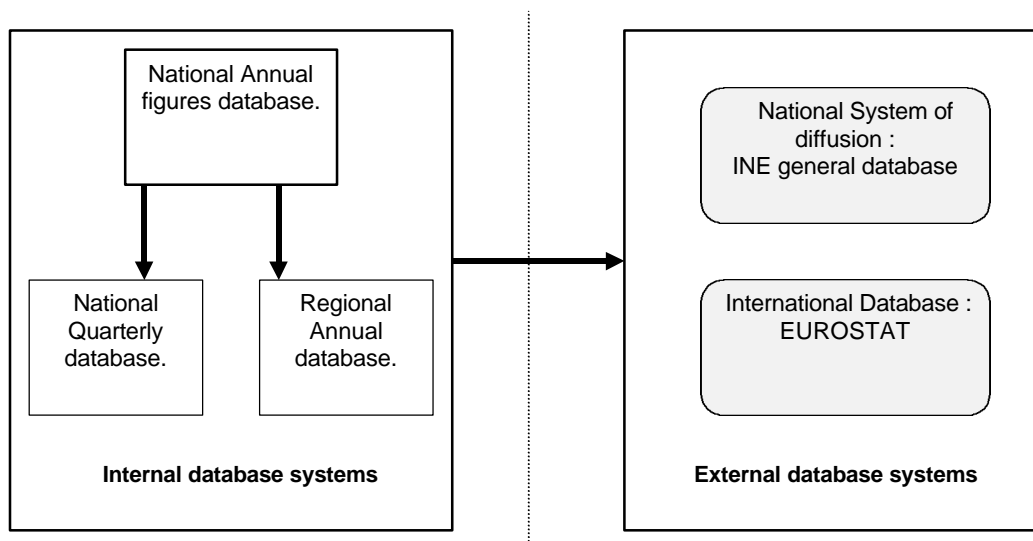 National Annual
figures database.
National
Quarterly
database.
Regional
Annual
database.
Internal database systems
National System of
diffusion :
INE general database
International Database :
EUROSTAT
External database systems